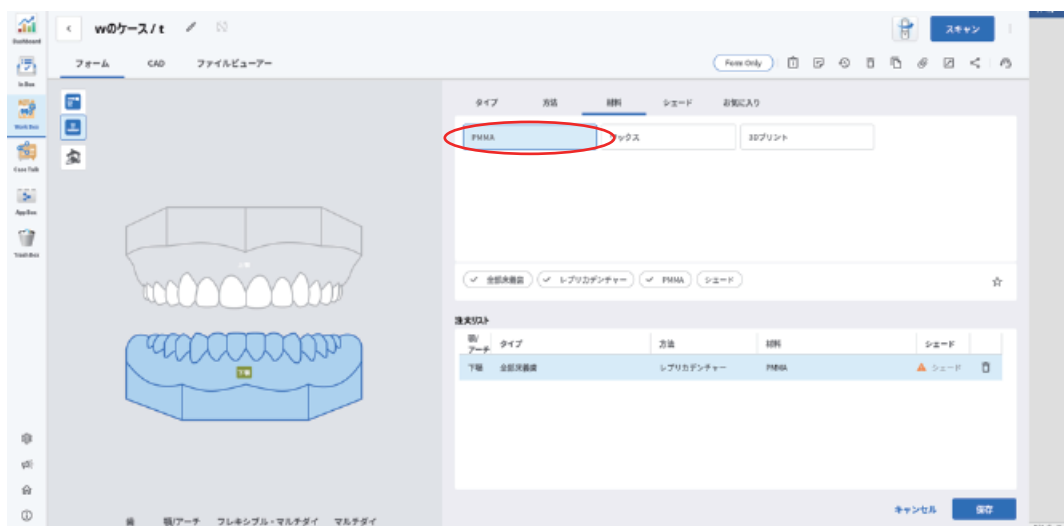 wのケース / t
スキャン
Dashboard
In Box
Work Box
Case Talk
App Box
Trash Box
フォーム
CAD
ファイルビューアー
Form Only
タイプ
方法
材料
シェード
お気に入り
PMMA
ワックス
3Dプリント
全部床義歯
レプリカデンチャー
PMMA
シェード
下顎
注文リスト
顎/アーチ タイプ 方法 材料 シェード
下顎 全部床義歯 レプリカデンチャー PMMA シェード
歯 顎/アーチ フレキシブル・マルチダイ マルチダイ
キャンセル
保存